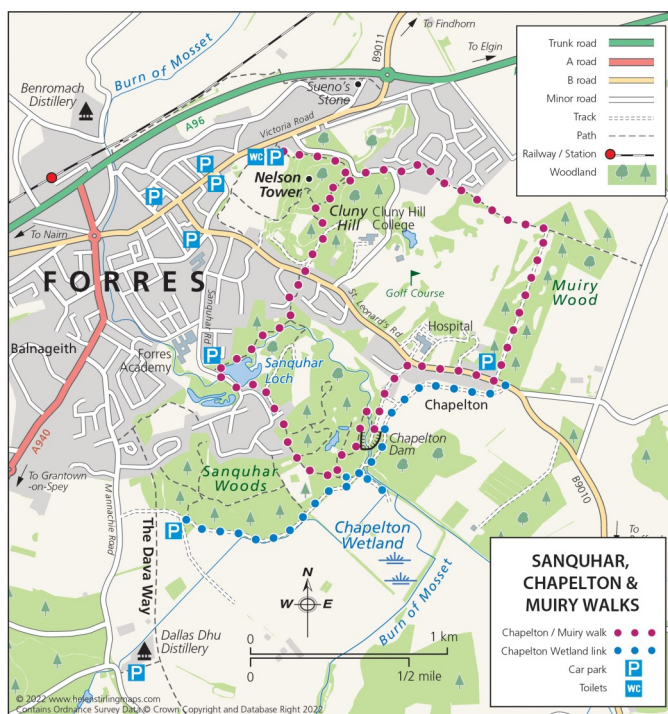 To Findhorn
To Elgin
B9011
Burn of Mosset
Benromach
Distillery
Sueno's
Stone
A96
Victoria Road
WC P
Nelson
Tower
Cluny
Hill
Cluny Hill
College
P
P
P
P
To Nairn
FORRES
Sanquhar Rd
St. Leonard's Rd
Golf Course
Muiry
Wood
Hospital
P
Balnageith
Forres
Academy
P
Sanquhar
Loch
Chapelton
Chapelton
Dam
A940
To Grantown
-on-Spey
Mannachie Road
Sanquhar
Woods
B9010
To
P
The Dava Way
Chapelton
Wetland
Burn of Mosset
Dallas Dhu
Distillery
P
N
W E
S
0 1 km
0 1/2 mile
© 2022 www.helenstirlingmaps.com
Contains Ordnance Survey Data © Crown Copyright and Database Right 2022
Trunk road
A road
B road
Minor road
Track
Path
Railway / Station
Woodland
SANQUHAR,
CHAPELTON &
MUIRY WALKS
Chapelton / Muiry walk
Chapelton Wetland link
Car park P
Toilets WC